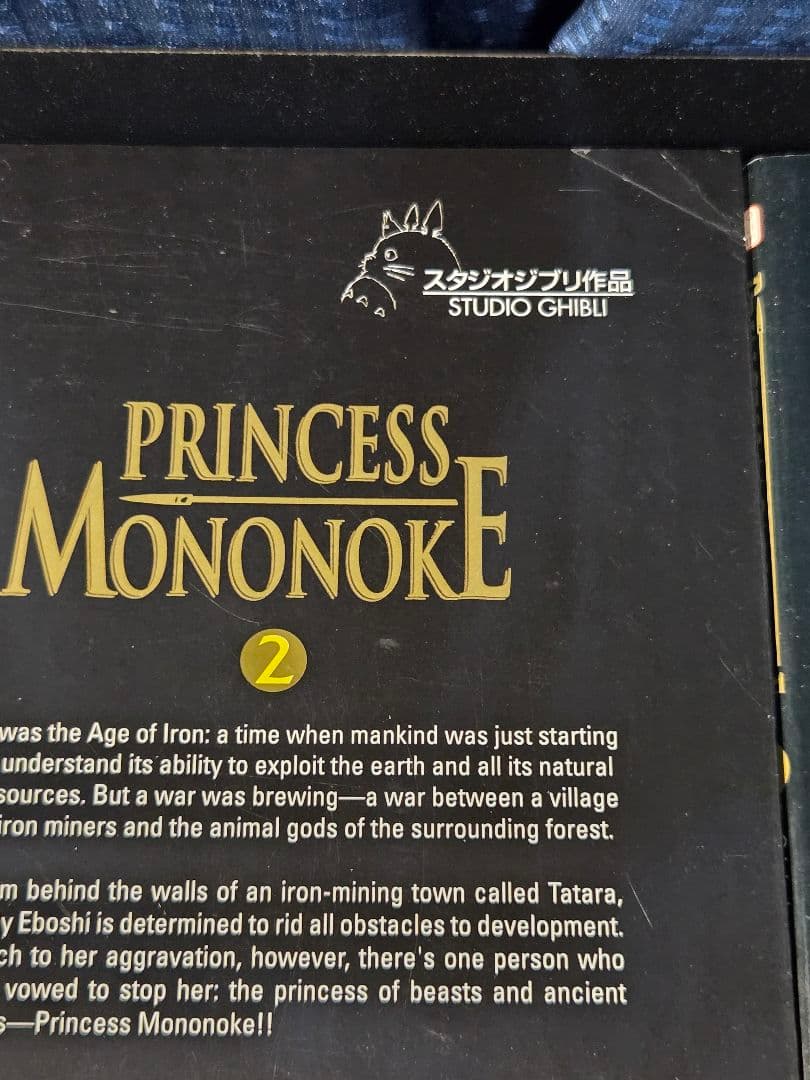 スタジオジブリ作品
STUDIO GHIBLI
PRINCESS
MONONOKE
2
was the Age of Iron: a time when mankind was just starting
understand its ability to exploit the earth and all its natural
sources. But a war was brewing—a war between a village
iron miners and the animal gods of the surrounding forest.
m behind the walls of an iron-mining town called Tatara,
y Eboshi is determined to rid all obstacles to development.
ch to her aggravation, however, there's one person who
vowed to stop her: the princess of beasts and ancient
s—Princess Mononoke!!